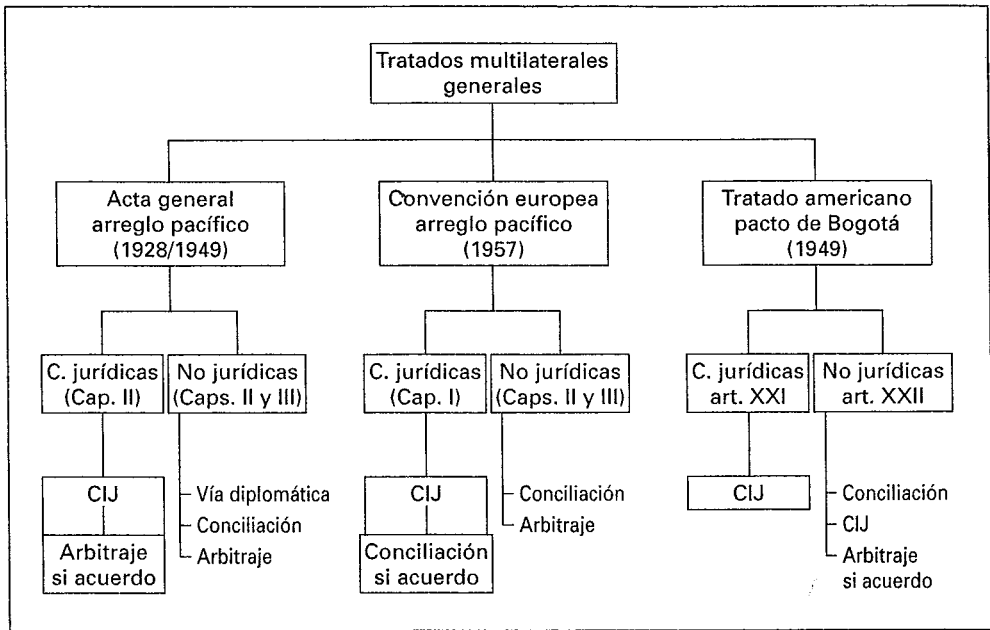 Tratados multilaterales
generales
Acta general
arreglo pacífico
(1928/1949)
Convención europea
arreglo pacífico
(1957)
Tratado americano
pacto de Bogotá
(1949)
C. jurídicas
(Cap. II)
No jurídicas
(Caps. II y III)
C. jurídicas
(Cap. I)
No jurídicas
(Caps. II y III)
C. jurídicas
art. XXI
No jurídicas
art. XXII
CIJ
Arbitraje
si acuerdo
Vía diplomática
Conciliación
Arbitraje
CIJ
Conciliación
si acuerdo
Conciliación
Arbitraje
CIJ
Conciliación
CIJ
Arbitraje
si acuerdo